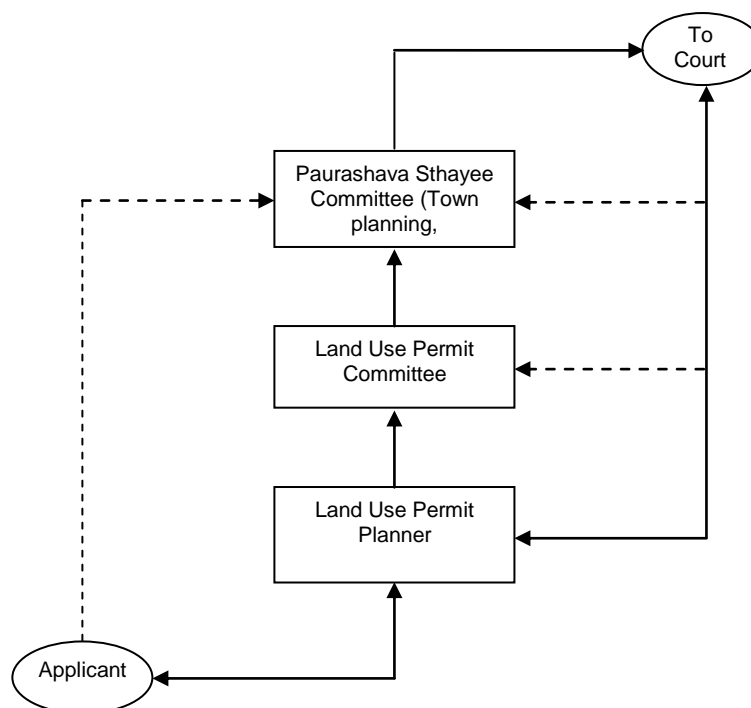 To
Court
Paurashava Sthayee
Committee (Town
planning,
Land Use Permit
Committee
Land Use Permit
Planner
Applicant